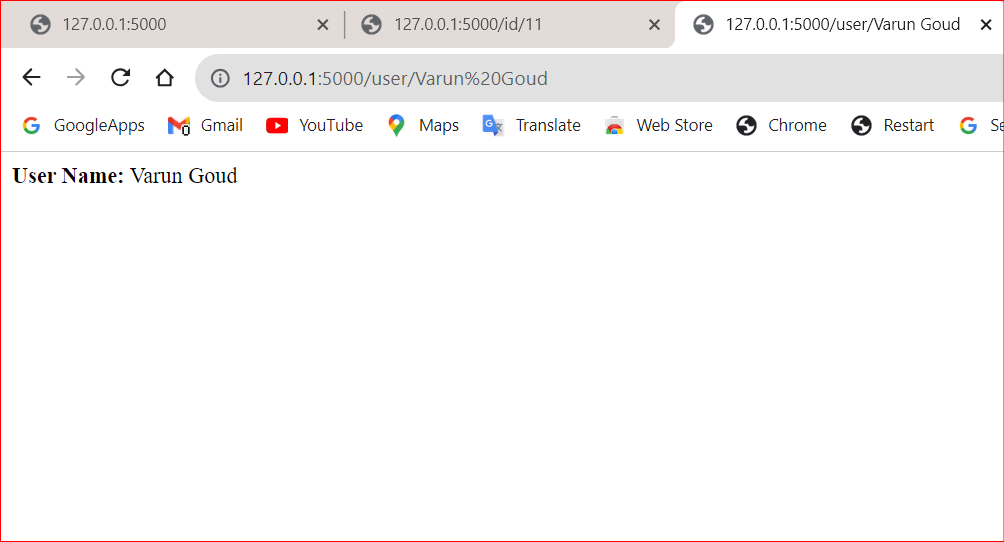 127.0.0.1:5000 127.0.0.1:5000/id/11 127.0.0.1:5000/user/Varun Goud
127.0.0.1:5000/user/Varun%20Goud
GoogleApps 0 Gmail YouTube Maps Translate Web Store Chrome Restart
User Name: Varun Goud